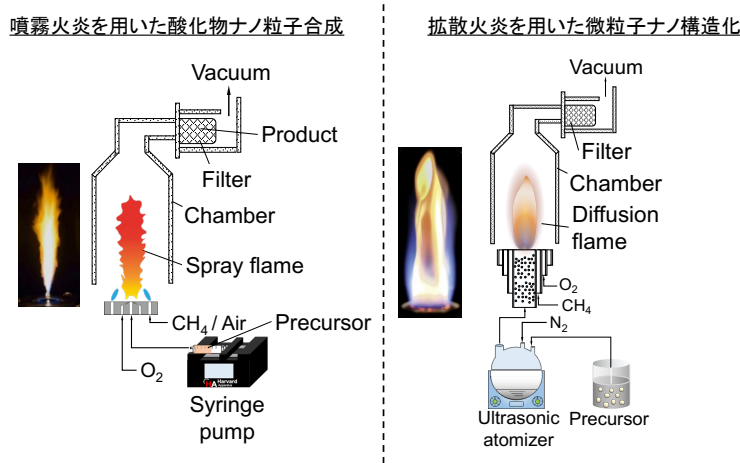 噴霧火炎を用いた酸化物ナノ粒子合成
Vacuum
Product
Filter
Chamber
Spray flame
CH₄ / Air
Precursor
O₂
Harvard
Syringe
pump
拡散火炎を用いた微粒子ナノ構造化
Vacuum
Filter
Chamber
Diffusion
flame
O₂
CH₄
N₂
Ultrasonic
atomizer
Precursor